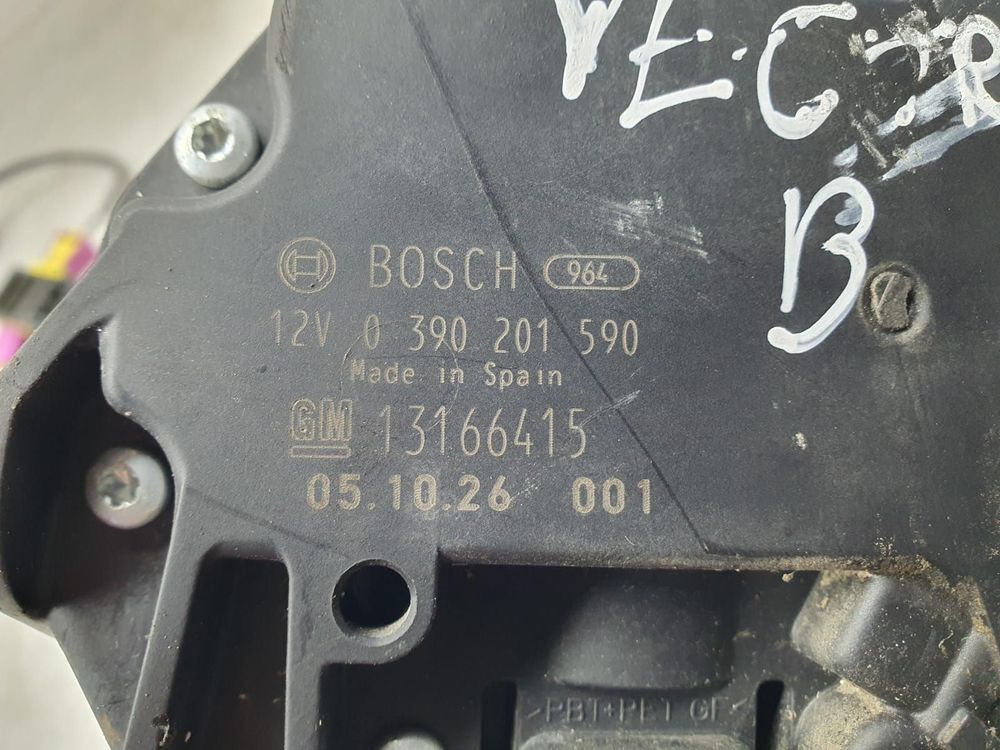 VECTR
B
BOSCH 964
12V 0 390 201 590
Made in Spain
GM 13166415
05.10.26 001
>PBT+PET GF<